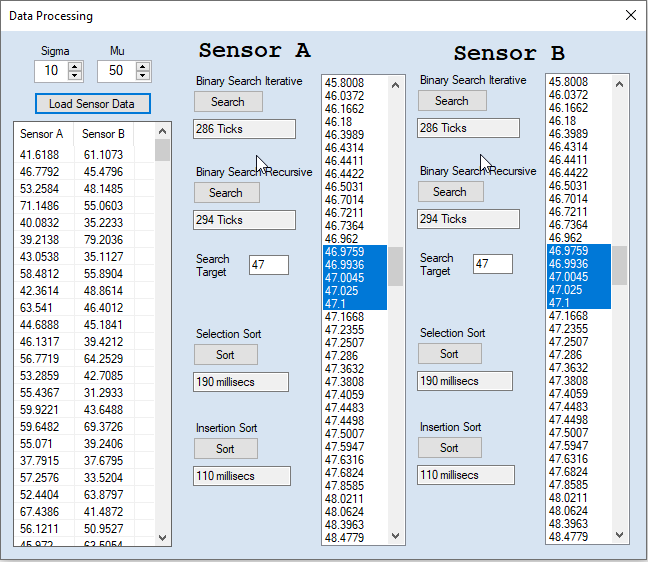 Data Processing
Sigma
Mu
10
50
Load Sensor Data
Sensor A Sensor B
41.6188 61.1073
46.7792 45.4796
53.2584 48.1485
71.1486 55.0603
40.0832 35.2233
39.2138 79.2036
43.0538 35.1127
58.4812 55.8904
42.3614 48.8614
63.541 46.4012
44.6888 45.1841
46.1317 39.4212
56.7719 64.2529
53.2859 42.7085
55.4367 31.2933
59.9221 43.6488
59.6482 69.3726
55.071 39.2406
37.7915 37.6795
57.2576 33.5204
52.4404 63.8797
67.4386 41.4872
56.1211 50.9527
45.972 63.5054
Sensor A
Binary Search Iterative
Search
286 Ticks
Binary Search Recursive
Search
294 Ticks
Search
Target
47
Selection Sort
Sort
190 millisecs
Insertion Sort
Sort
110 millisecs
45.8008
46.0372
46.1662
46.18
46.3989
46.4314
46.4411
46.4422
46.5031
46.7014
46.7211
46.7364
46.962
46.9759
46.9936
47.0045
47.025
47.1
47.1668
47.2355
47.2507
47.286
47.3632
47.3808
47.4059
47.4483
47.4498
47.5007
47.5947
47.6316
47.6824
47.8585
48.0211
48.0624
48.3963
48.4779
Sensor B
Binary Search Iterative
Search
286 Ticks
Binary Search Recursive
Search
294 Ticks
Search
Target
47
Selection Sort
Sort
190 millisecs
Insertion Sort
Sort
110 millisecs
45.8008
46.0372
46.1662
46.18
46.3989
46.4314
46.4411
46.4422
46.5031
46.7014
46.7211
46.7364
46.962
46.9759
46.9936
47.0045
47.025
47.1
47.1668
47.2355
47.2507
47.286
47.3632
47.3808
47.4059
47.4483
47.4498
47.5007
47.5947
47.6316
47.6824
47.8585
48.0211
48.0624
48.3963
48.4779